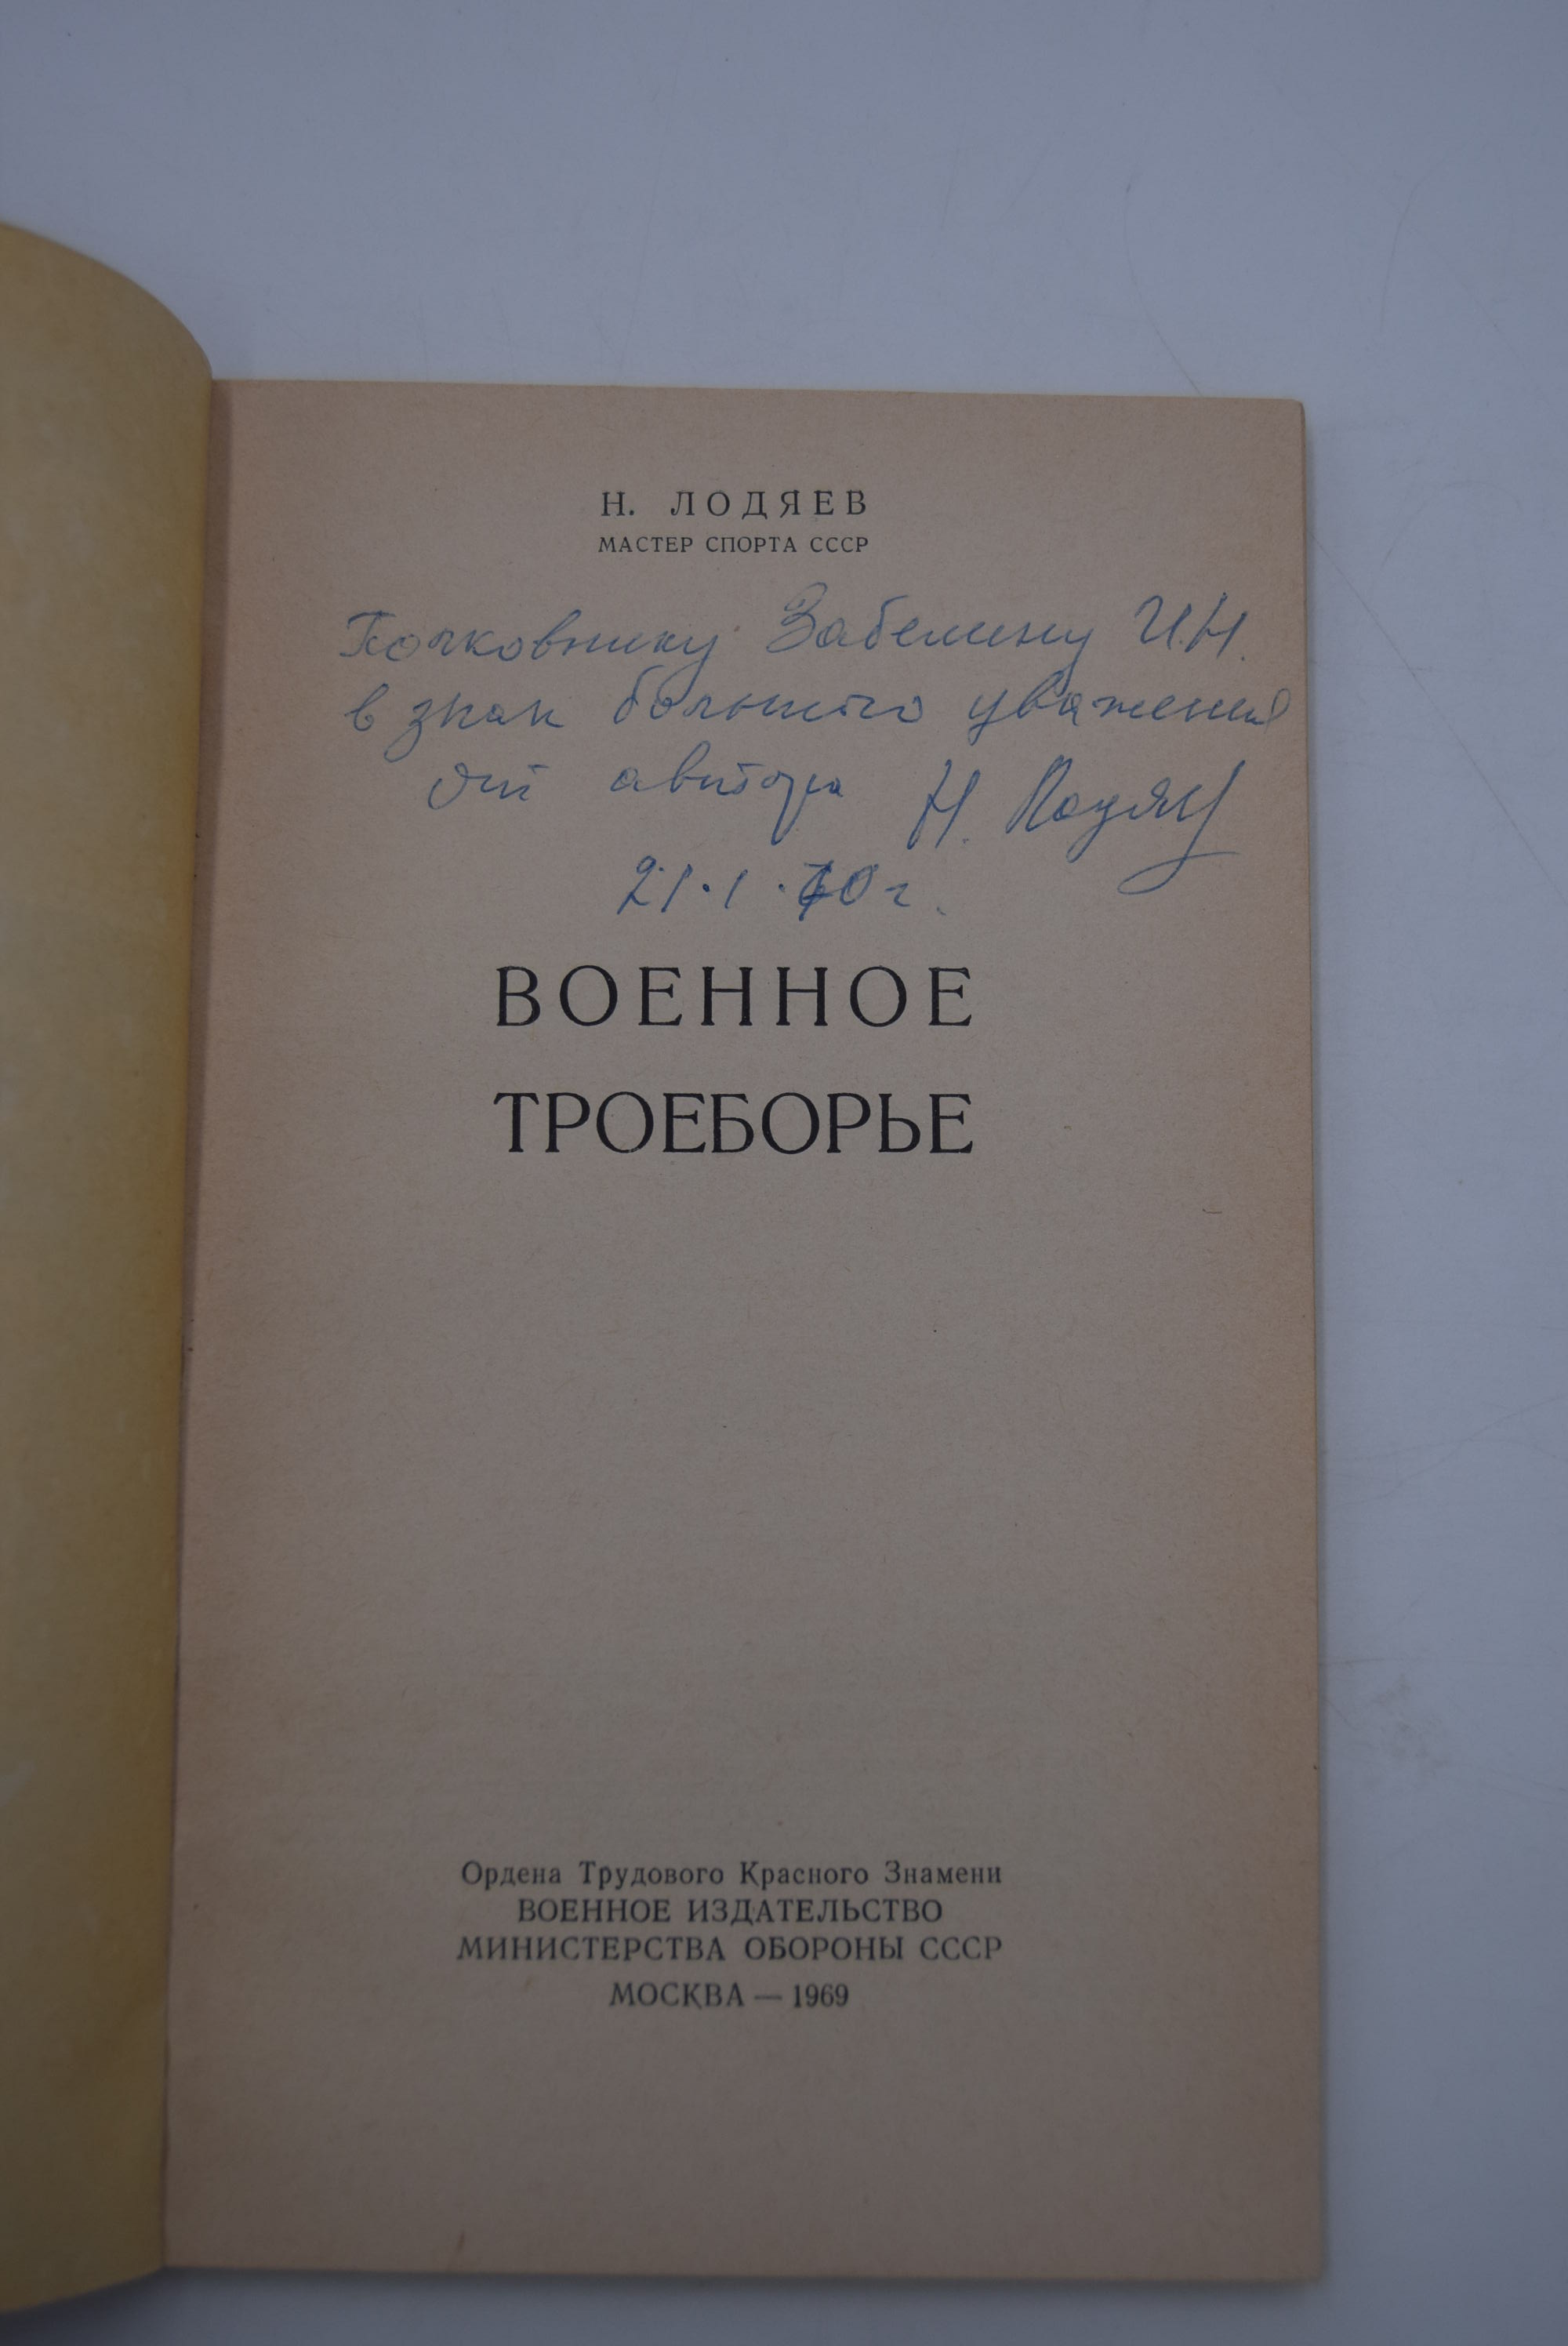 Н. ЛОДЯЕВ
МАСТЕР СПОРТА СССР
Полковнику Забелину И.Н.
в знак большого уважения
от автора Н. Лодяев
21.1.70 г.
ВОЕННОЕ
ТРОЕБОРЬЕ
Ордена Трудового Красного Знамени
ВОЕННОЕ ИЗДАТЕЛЬСТВО
МИНИСТЕРСТВА ОБОРОНЫ СССР
МОСКВА — 1969